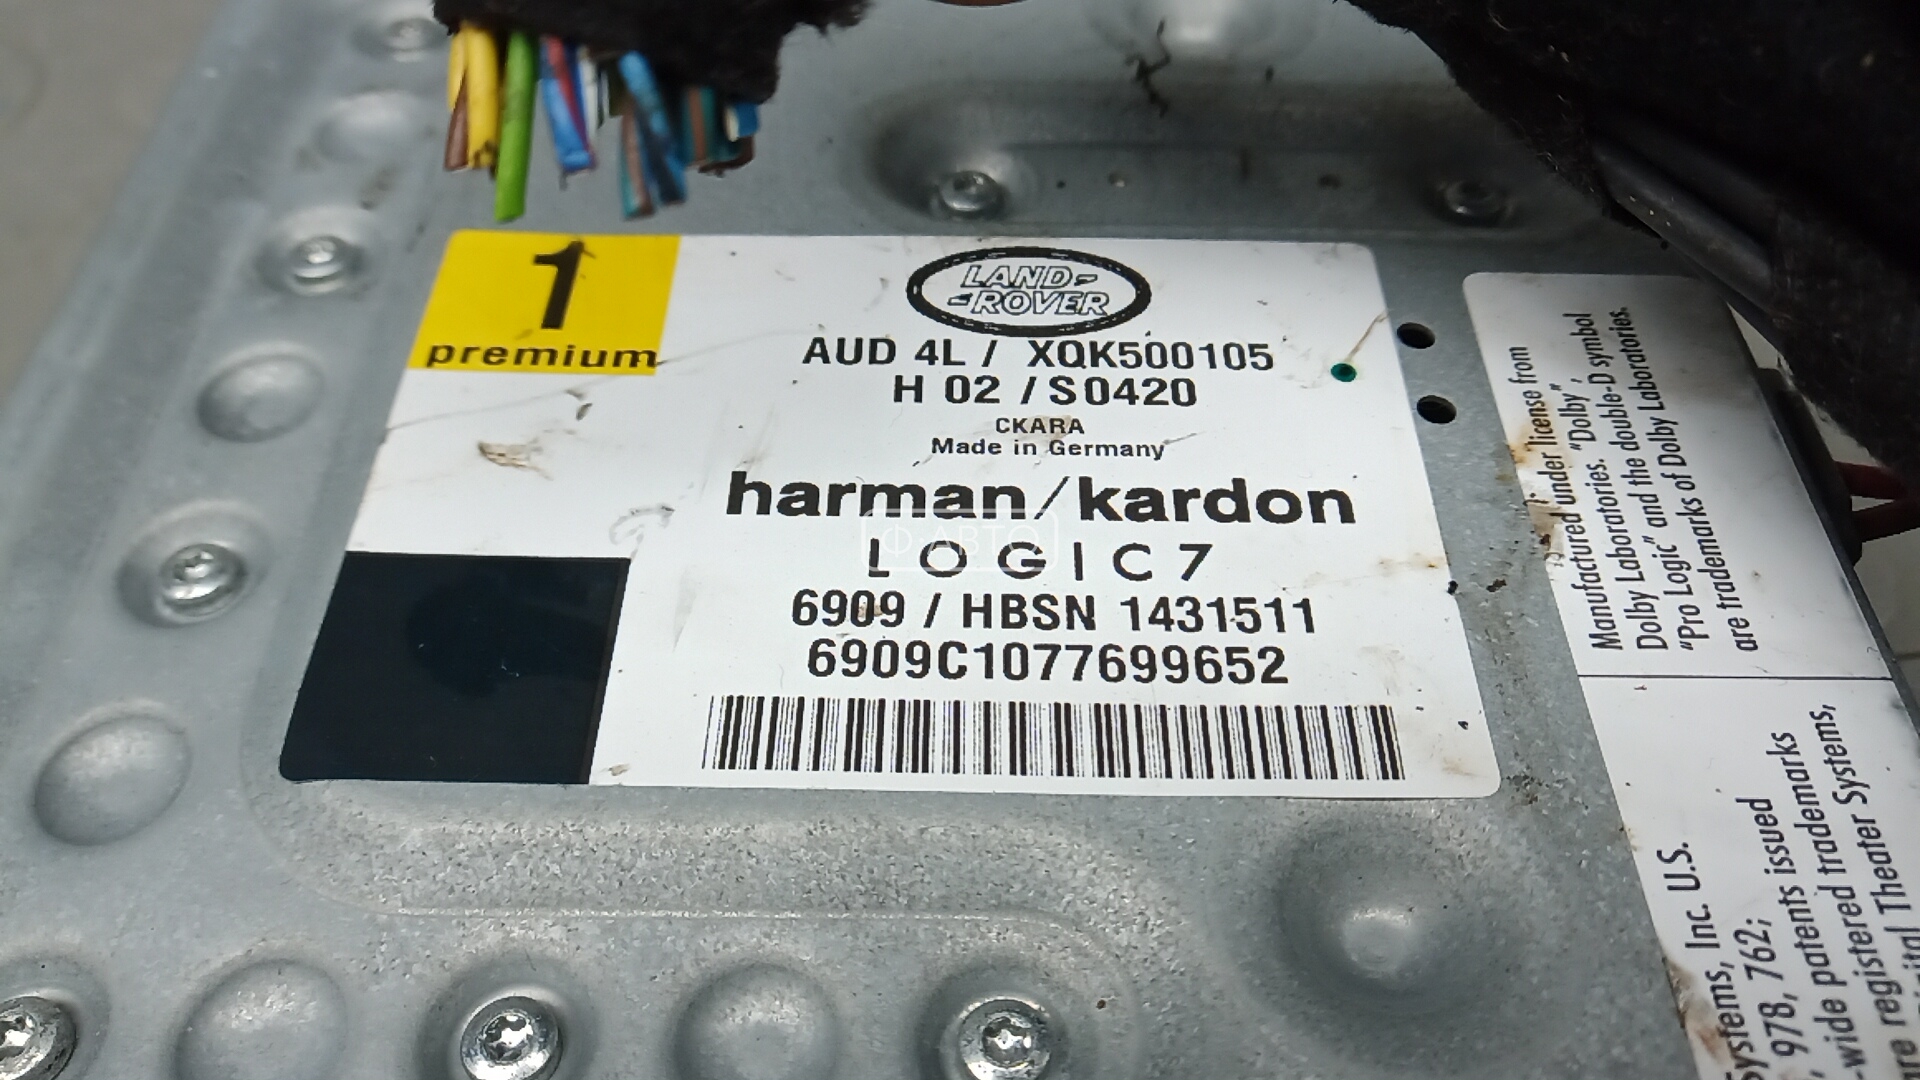 1
premium
LAND-
-ROVER
AUD 4L / XQK500105
H 02 / S0420
CKARA
Made in Germany
harman/kardon
Ф-АВТО
LOGIC7
6909 / HBSN 1431511
6909C1077699652
Manufactured under license from
Dolby Laboratories. "Dolby",
"Pro Logic" and the double-D symbol
are trademarks of Dolby Laboratories.
Systems, Inc. U.S.
978, 762;
-wide patents issued
registered trademarks,
Theater Systems,